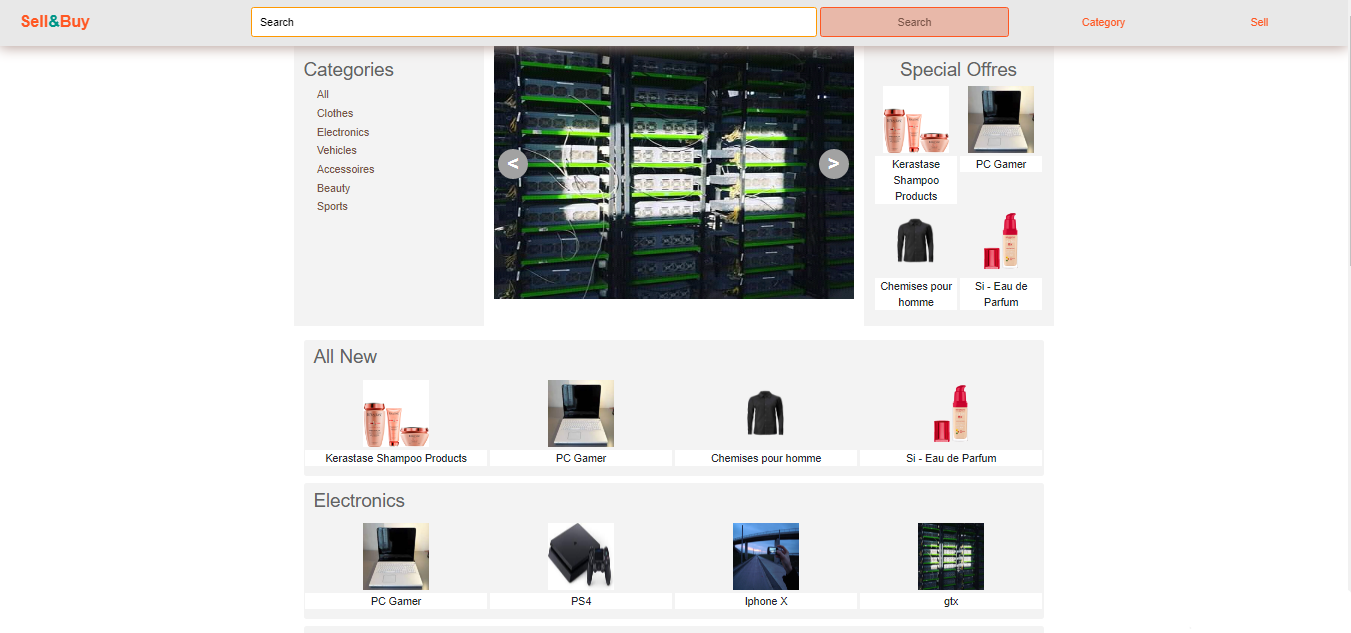 Sell&Buy
Search
Search
Category
Sell
Categories
All
Clothes
Electronics
Vehicles
Accessoires
Beauty
Sports
<
>
Special Offres
Kerastase
Shampoo
Products
PC Gamer
Chemises pour
homme
Si - Eau de
Parfum
All New
Kerastase Shampoo Products
PC Gamer
Chemises pour homme
Si - Eau de Parfum
Electronics
PC Gamer
PS4
Iphone X
gtx